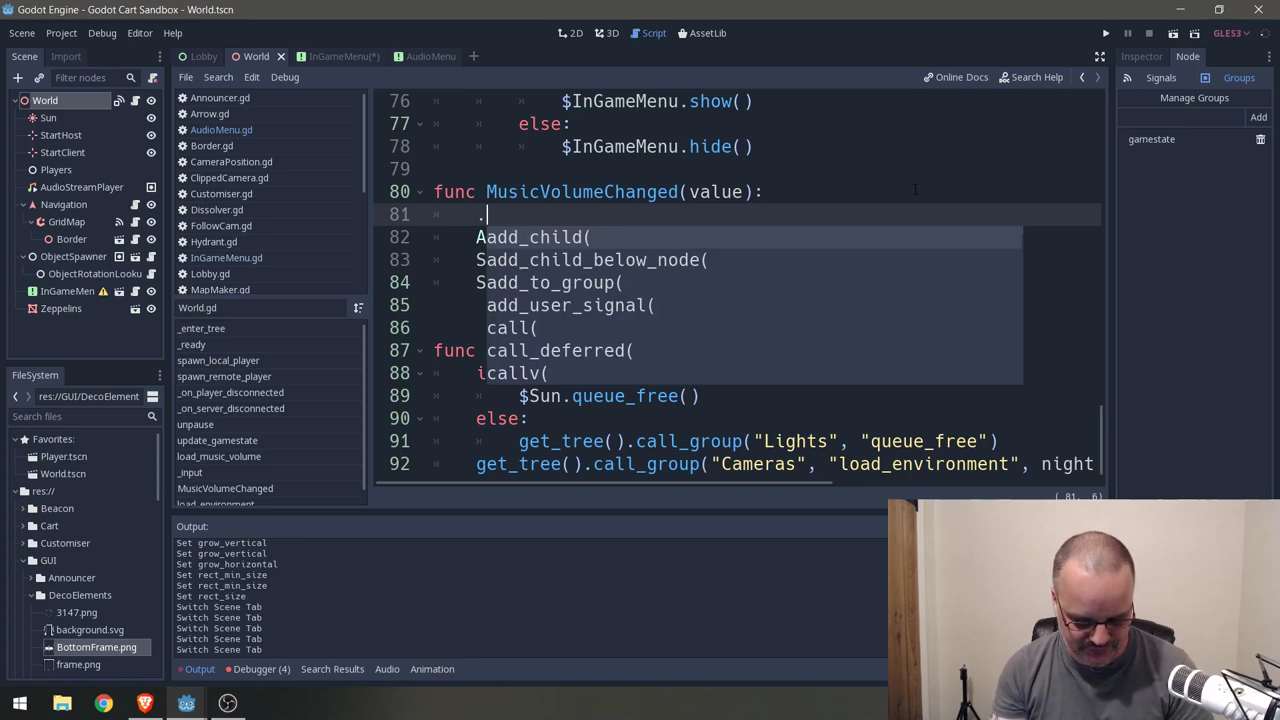 Godot Engine - Godot Cart Sandbox - World.tscn
Scene Project Debug Editor Help
2D 3D Script AssetLib
GLES3
Scene Import
Lobby World InGameMenu(*) AudioMenu
Inspector Node
Filter nodes
File Search Edit Debug
Online Docs Search Help
Signals Groups
World
Sun
StartHost
StartClient
Players
AudioStreamPlayer
Navigation
GridMap
Border
ObjectSpawner
ObjectRotationLooku
InGameMen
Zeppelins
Announcer.gd
Arrow.gd
AudioMenu.gd
Border.gd
CameraPosition.gd
ClippedCamera.gd
Customiser.gd
Dissolver.gd
FollowCam.gd
Hydrant.gd
InGameMenu.gd
Lobby.gd
MapMaker.gd
World.gd
_enter_tree
_ready
spawn_local_player
spawn_remote_player
_on_player_disconnected
_on_server_disconnected
unpause
update_gamestate
load_music_volume
_input
MusicVolumeChanged
load_environment
76 $InGameMenu.show()
77 else:
78 $InGameMenu.hide()
79
80 func MusicVolumeChanged(value):
81 .
82 A add_child(
83 S add_child_below_node(
84 S add_to_group(
85 add_user_signal(
86 call(
87 func call_deferred(
88 i callv(
89 $Sun.queue_free()
90 else:
91 get_tree().call_group("Lights", "queue_free")
92 get_tree().call_group("Cameras", "load_environment", night
( 81, 6)
Manage Groups
Add
gamestate
FileSystem
res://GUI/DecoElement
Search files
Favorites:
Player.tscn
World.tscn
res://
Beacon
Cart
Customiser
GUI
Announcer
DecoElements
3147.png
background.svg
BottomFrame.png
frame.png
Output:
Set grow_vertical
Set grow_vertical
Set grow_horizontal
Set rect_min_size
Set rect_min_size
Set rect_size
Switch Scene Tab
Switch Scene Tab
Switch Scene Tab
Switch Scene Tab
Switch Scene Tab
Output Debugger (4) Search Results Audio Animation